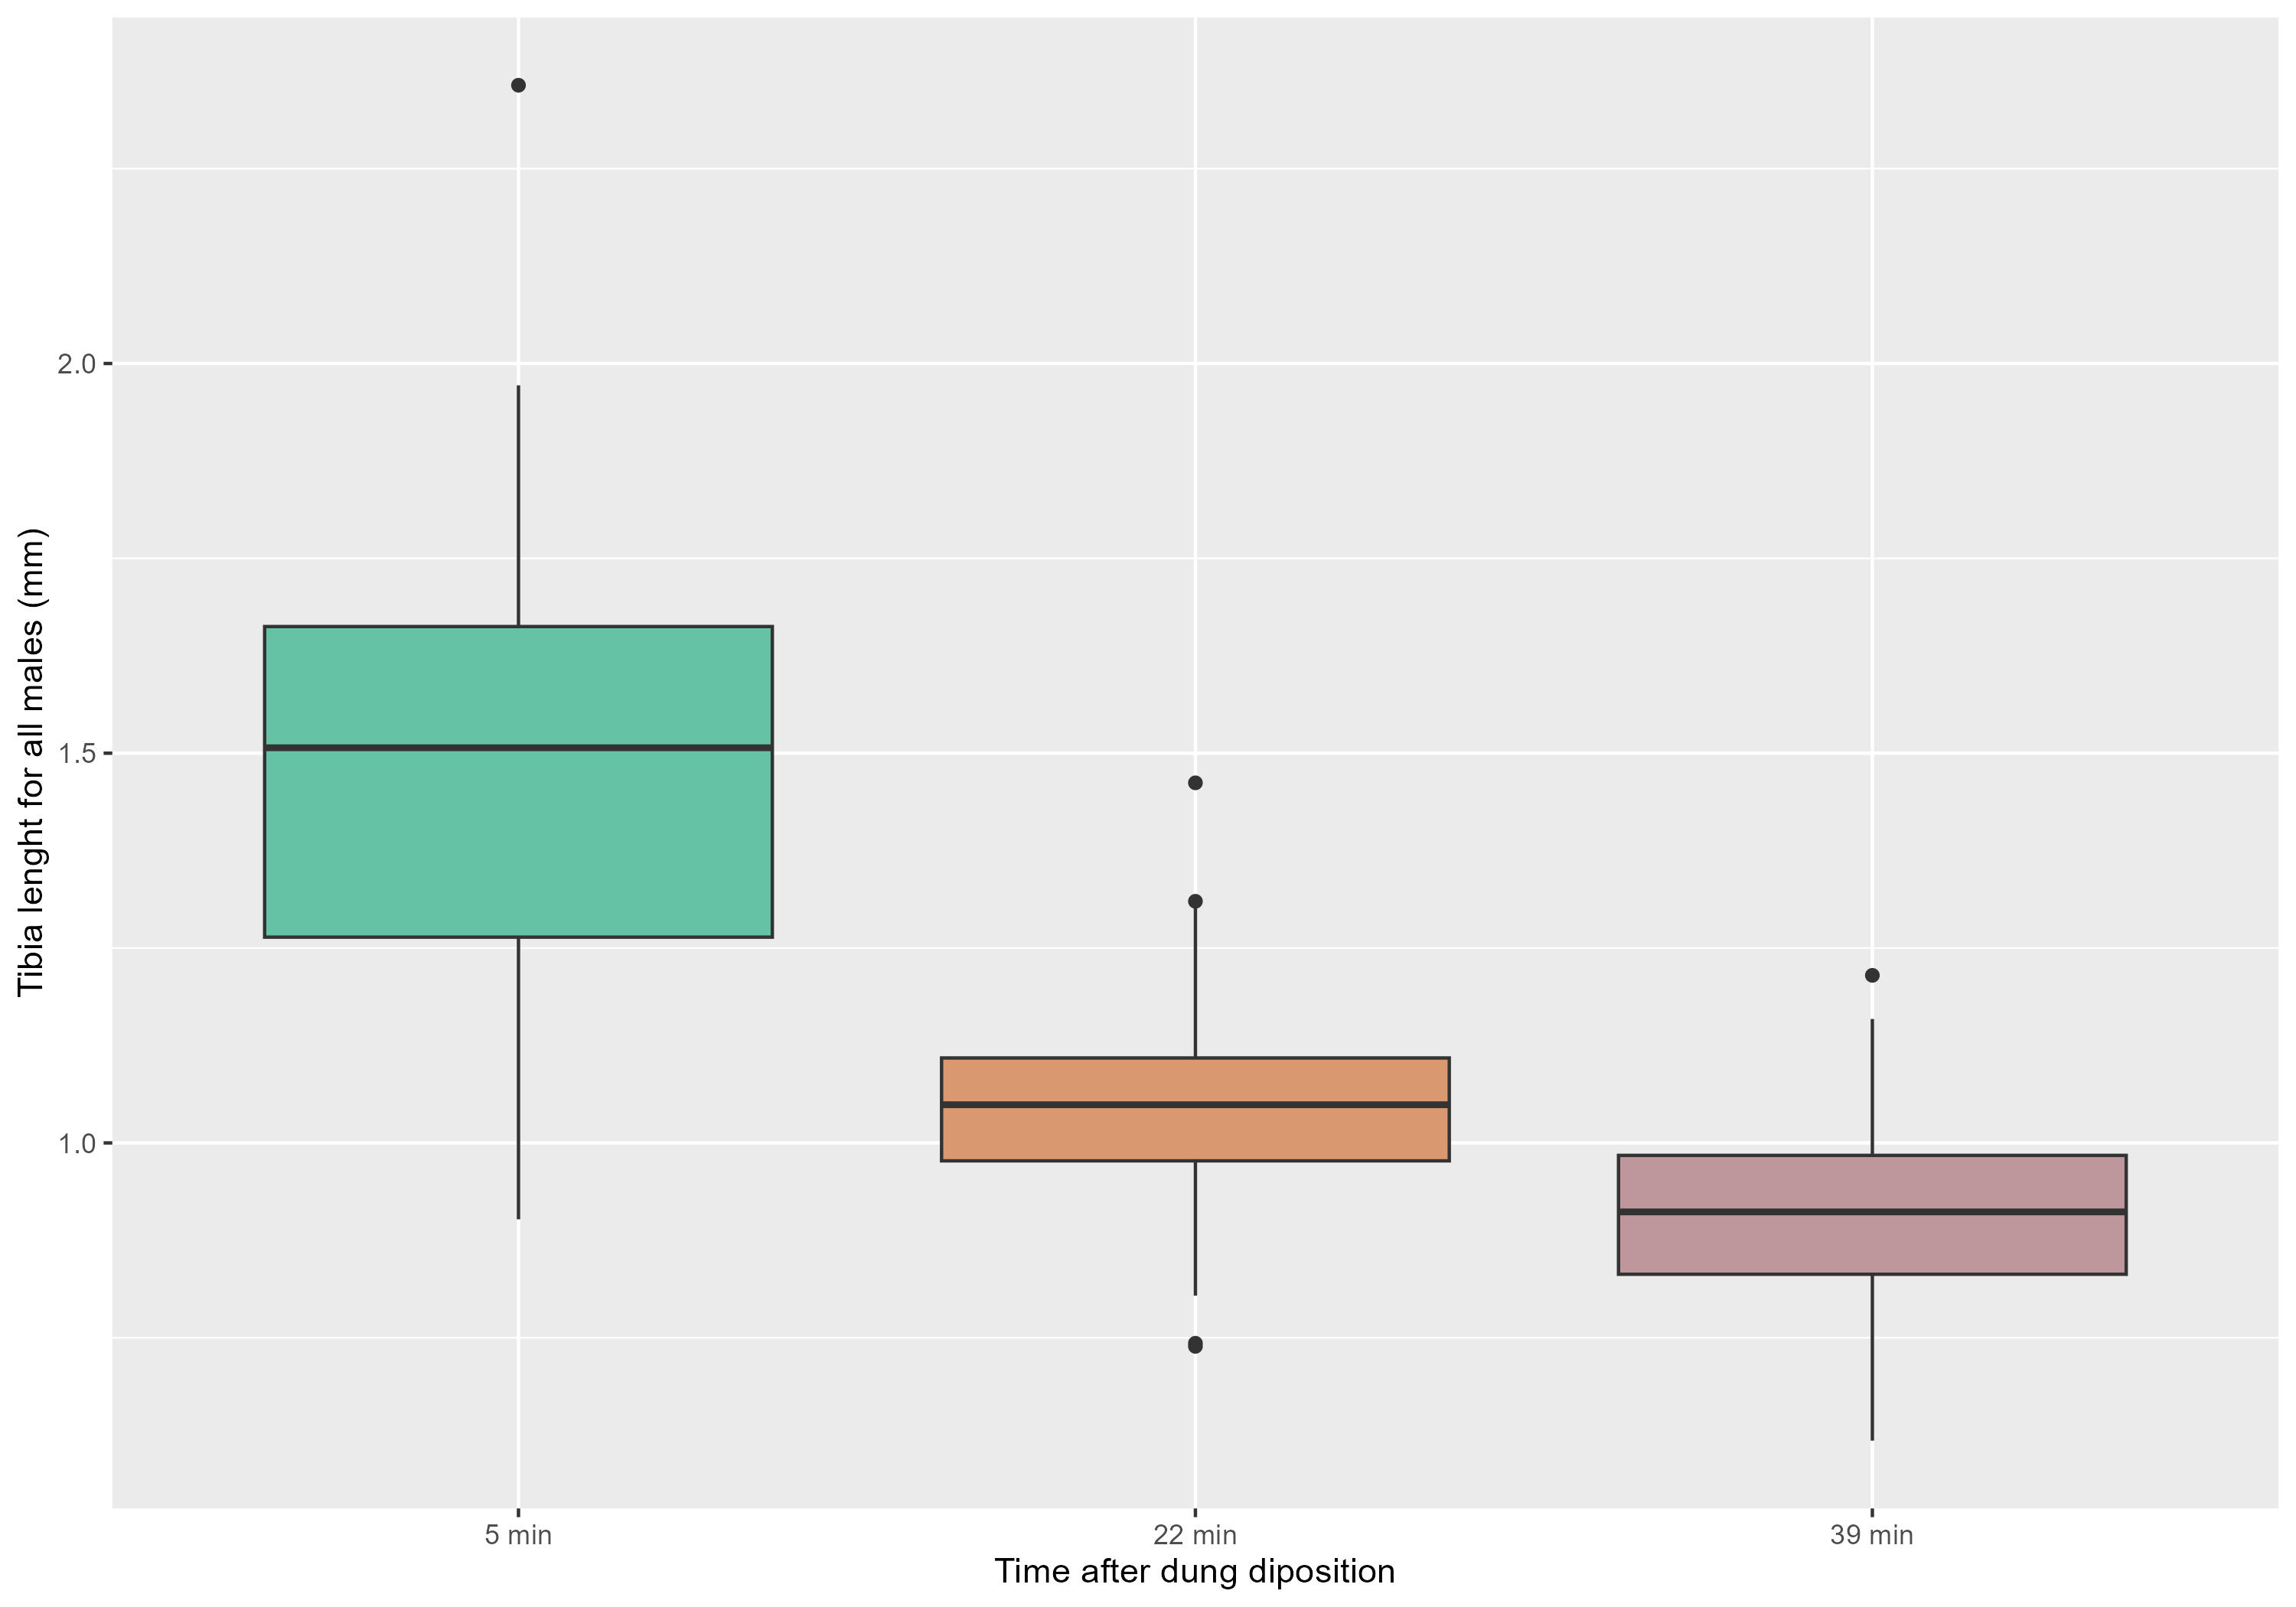 Tibia lenght for all males (mm)
2.0
1.5
1.0
5 min
22 min
39 min
Time after dung diposition